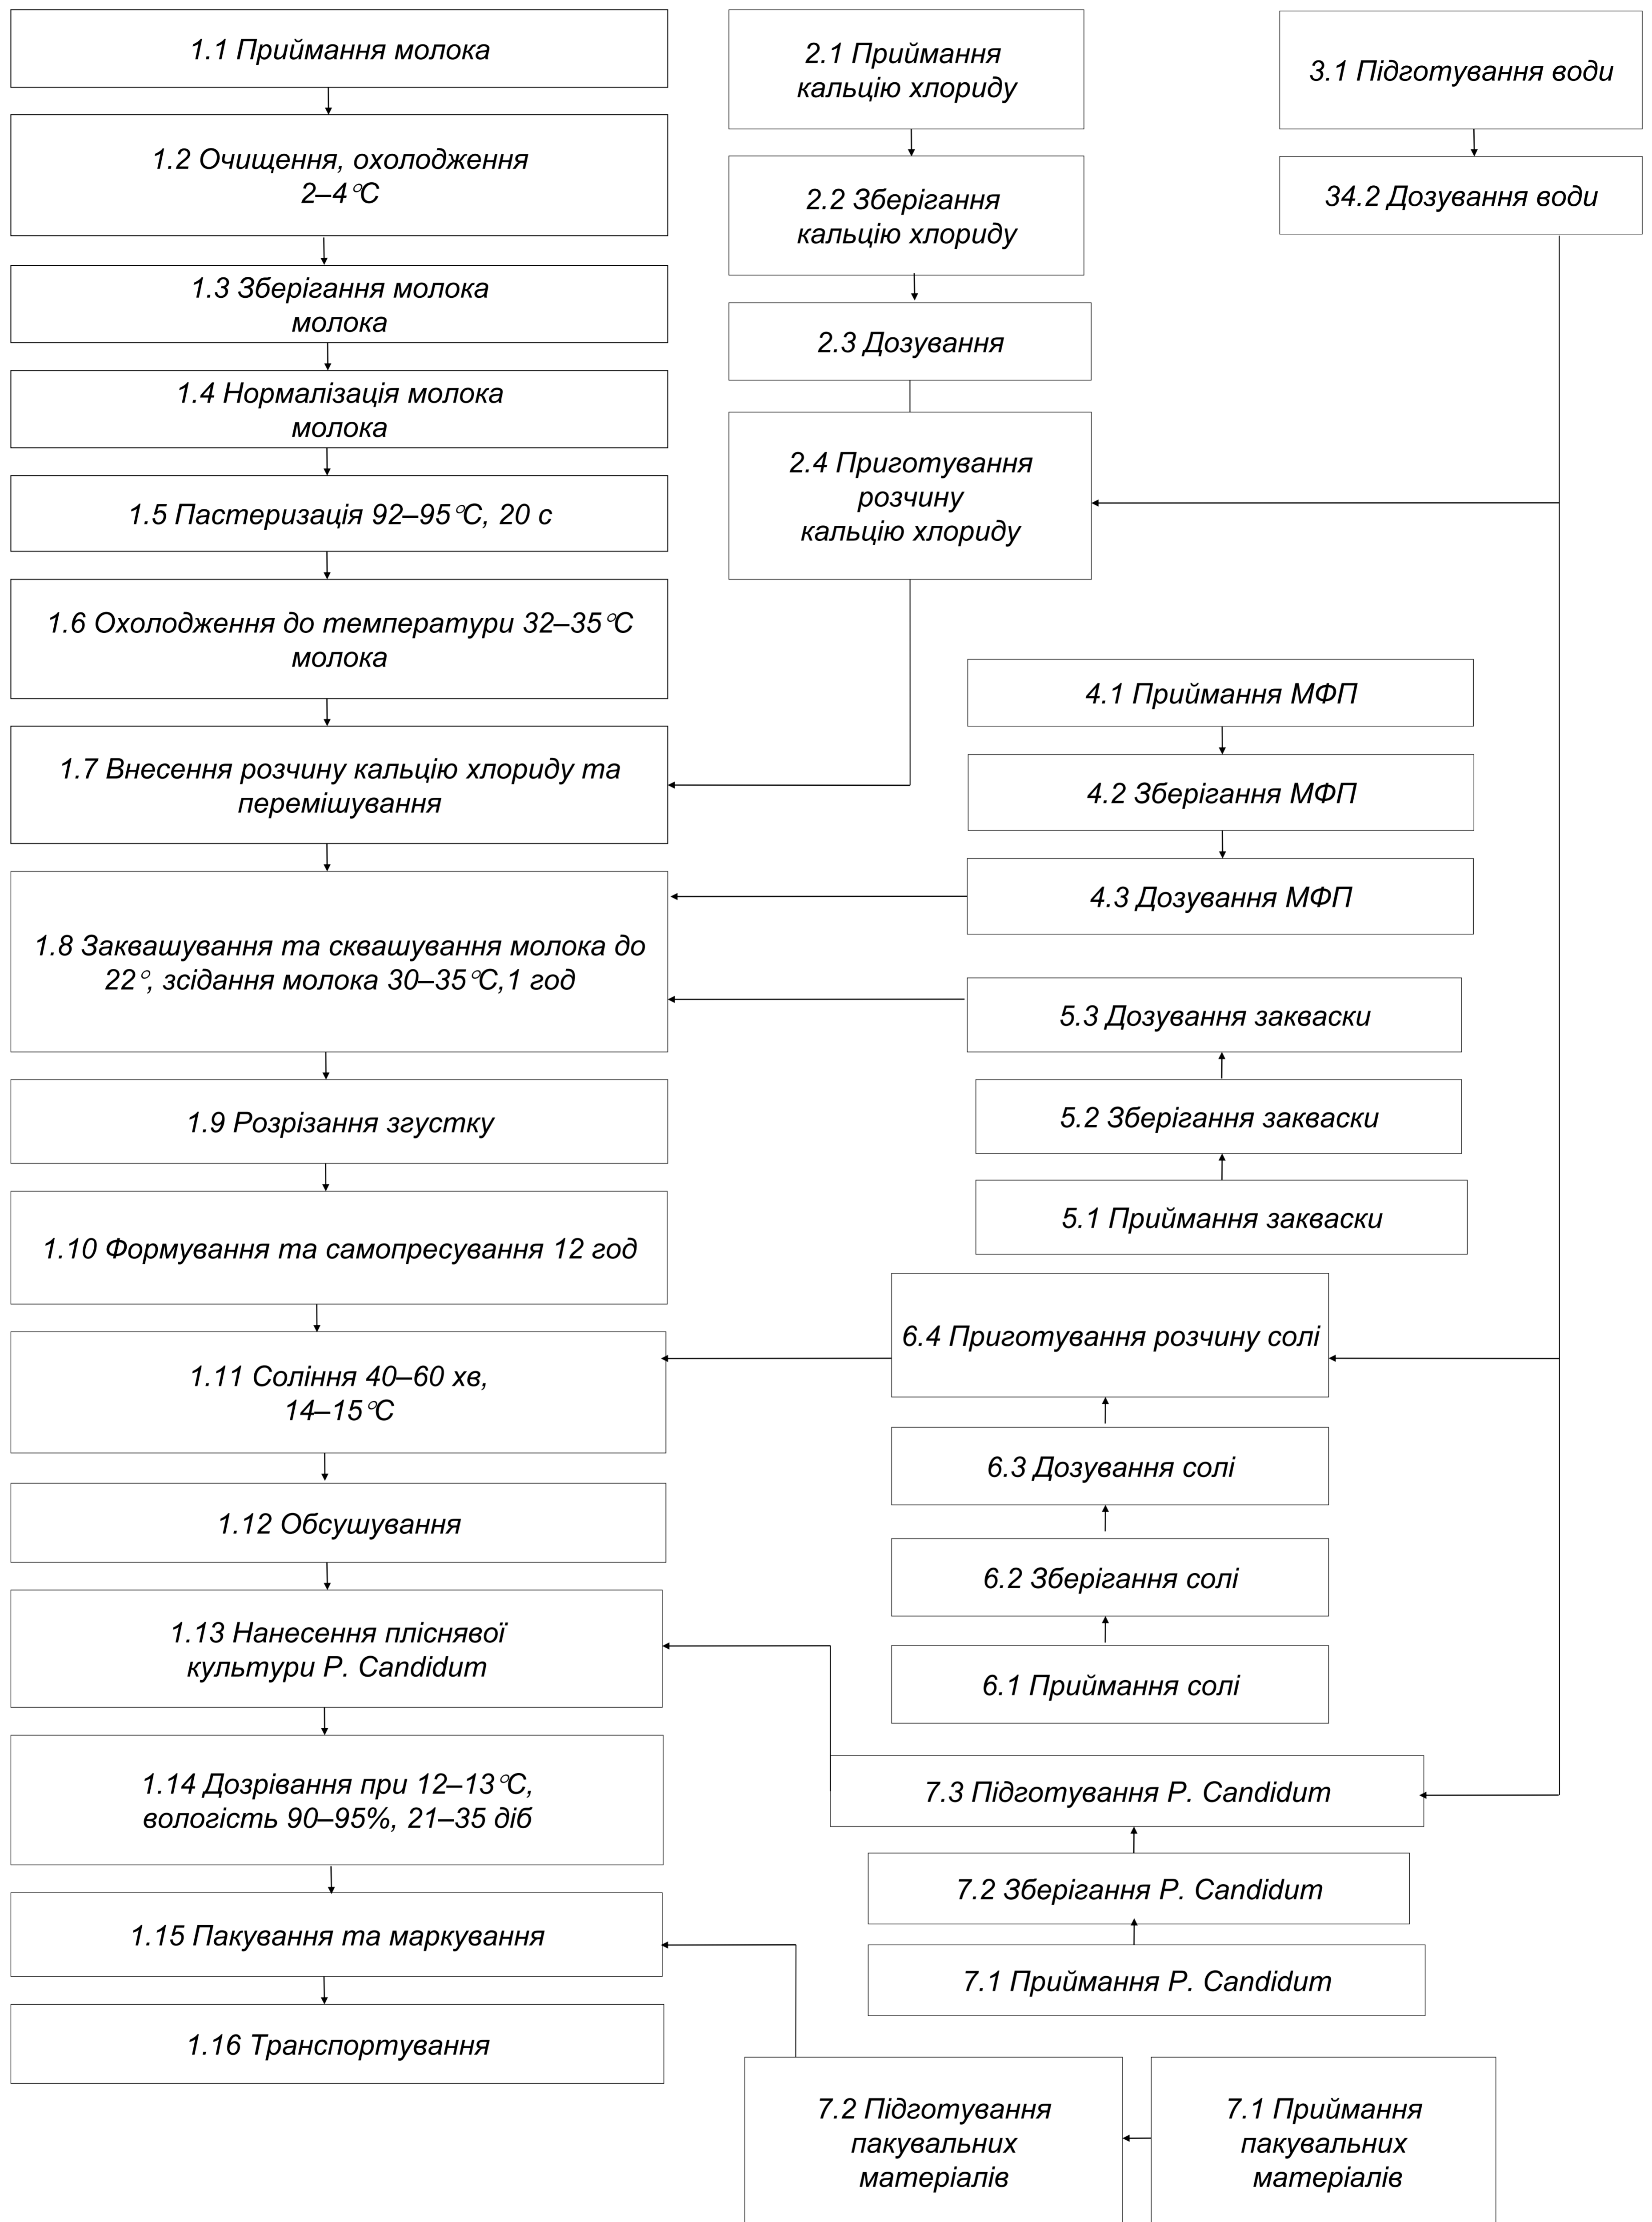 1.1 Приймання молока
1.2 Очищення, охолодження
2–4°С
1.3 Зберігання молока
молока
1.4 Нормалізація молока
молока
1.5 Пастеризація 92–95°С, 20 с
1.6 Охолодження до температури 32–35°С
молока
1.7 Внесення розчину кальцію хлориду та
перемішування
1.8 Заквашування та сквашування молока до
22°, зсідання молока 30–35°С,1 год
1.9 Розрізання згустку
1.10 Формування та самопресування 12 год
1.11 Соління 40–60 хв,
14–15°С
1.12 Обсушування
1.13 Нанесення пліснявої
культури P. Candidum
1.14 Дозрівання при 12–13°С,
вологість 90–95%, 21–35 діб
1.15 Пакування та маркування
1.16 Транспортування
2.1 Приймання
кальцію хлориду
2.2 Зберігання
кальцію хлориду
2.3 Дозування
2.4 Приготування
розчину
кальцію хлориду
3.1 Підготування води
34.2 Дозування води
4.1 Приймання МФП
4.2 Зберігання МФП
4.3 Дозування МФП
5.3 Дозування закваски
5.2 Зберігання закваски
5.1 Приймання закваски
6.4 Приготування розчину солі
6.3 Дозування солі
6.2 Зберігання солі
6.1 Приймання солі
7.3 Підготування P. Candidum
7.2 Зберігання P. Candidum
7.1 Приймання P. Candidum
7.2 Підготування
пакувальних
матеріалів
7.1 Приймання
пакувальних
матеріалів